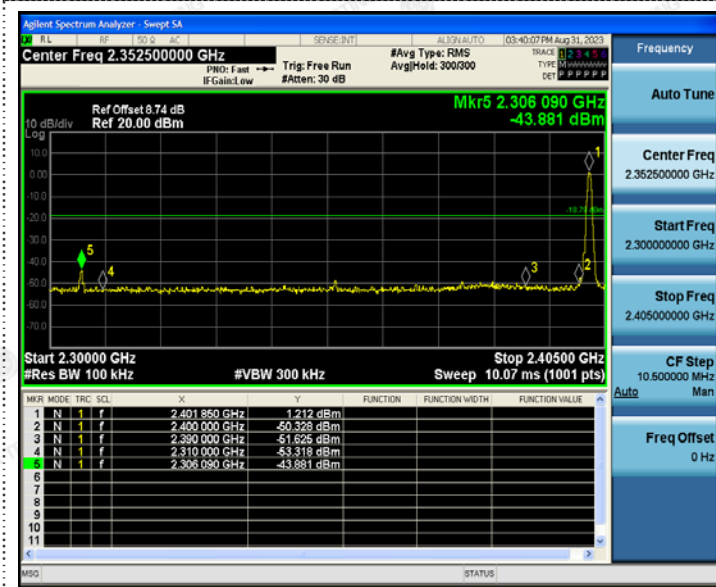 Agilent Spectrum Analyzer - Swept SA
RL RF 50 Ω AC SENSE:INT ALIGNAUTO 03:40:07 PM Aug 31, 2023
Center Freq 2.352500000 GHz #Avg Type: RMS TRACE 1 2 3 4 5 6
PNO: Fast Trig: Free Run Avg|Hold: 300/300 TYPE M
IFGain:Low #Atten: 30 dB DET P P P P P P
Ref Offset 8.74 dB Mkr5 2.306 090 GHz
10 dB/div Ref 20.00 dBm -43.881 dBm
Log
10.0
0.00
-10.0
-20.0
-30.0
-40.0
-50.0
-60.0
-70.0
1
5
4
3
2
Start 2.30000 GHz Stop 2.40500 GHz
#Res BW 100 kHz #VBW 300 kHz Sweep 10.07 ms (1001 pts)
MKR MODE TRC SCL X Y FUNCTION FUNCTION WIDTH FUNCTION VALUE
1 N 1 f 2.401 850 GHz 1.212 dBm
2 N 1 f 2.400 000 GHz -50.328 dBm
3 N 1 f 2.390 000 GHz -51.625 dBm
4 N 1 f 2.310 000 GHz -53.318 dBm
5 N 1 f 2.306 090 GHz -43.881 dBm
6
7
8
9
10
11
MSG STATUS
Frequency
Auto Tune
Center Freq
2.352500000 GHz
Start Freq
2.300000000 GHz
Stop Freq
2.405000000 GHz
CF Step
10.500000 MHz
Auto Man
Freq Offset
0 Hz